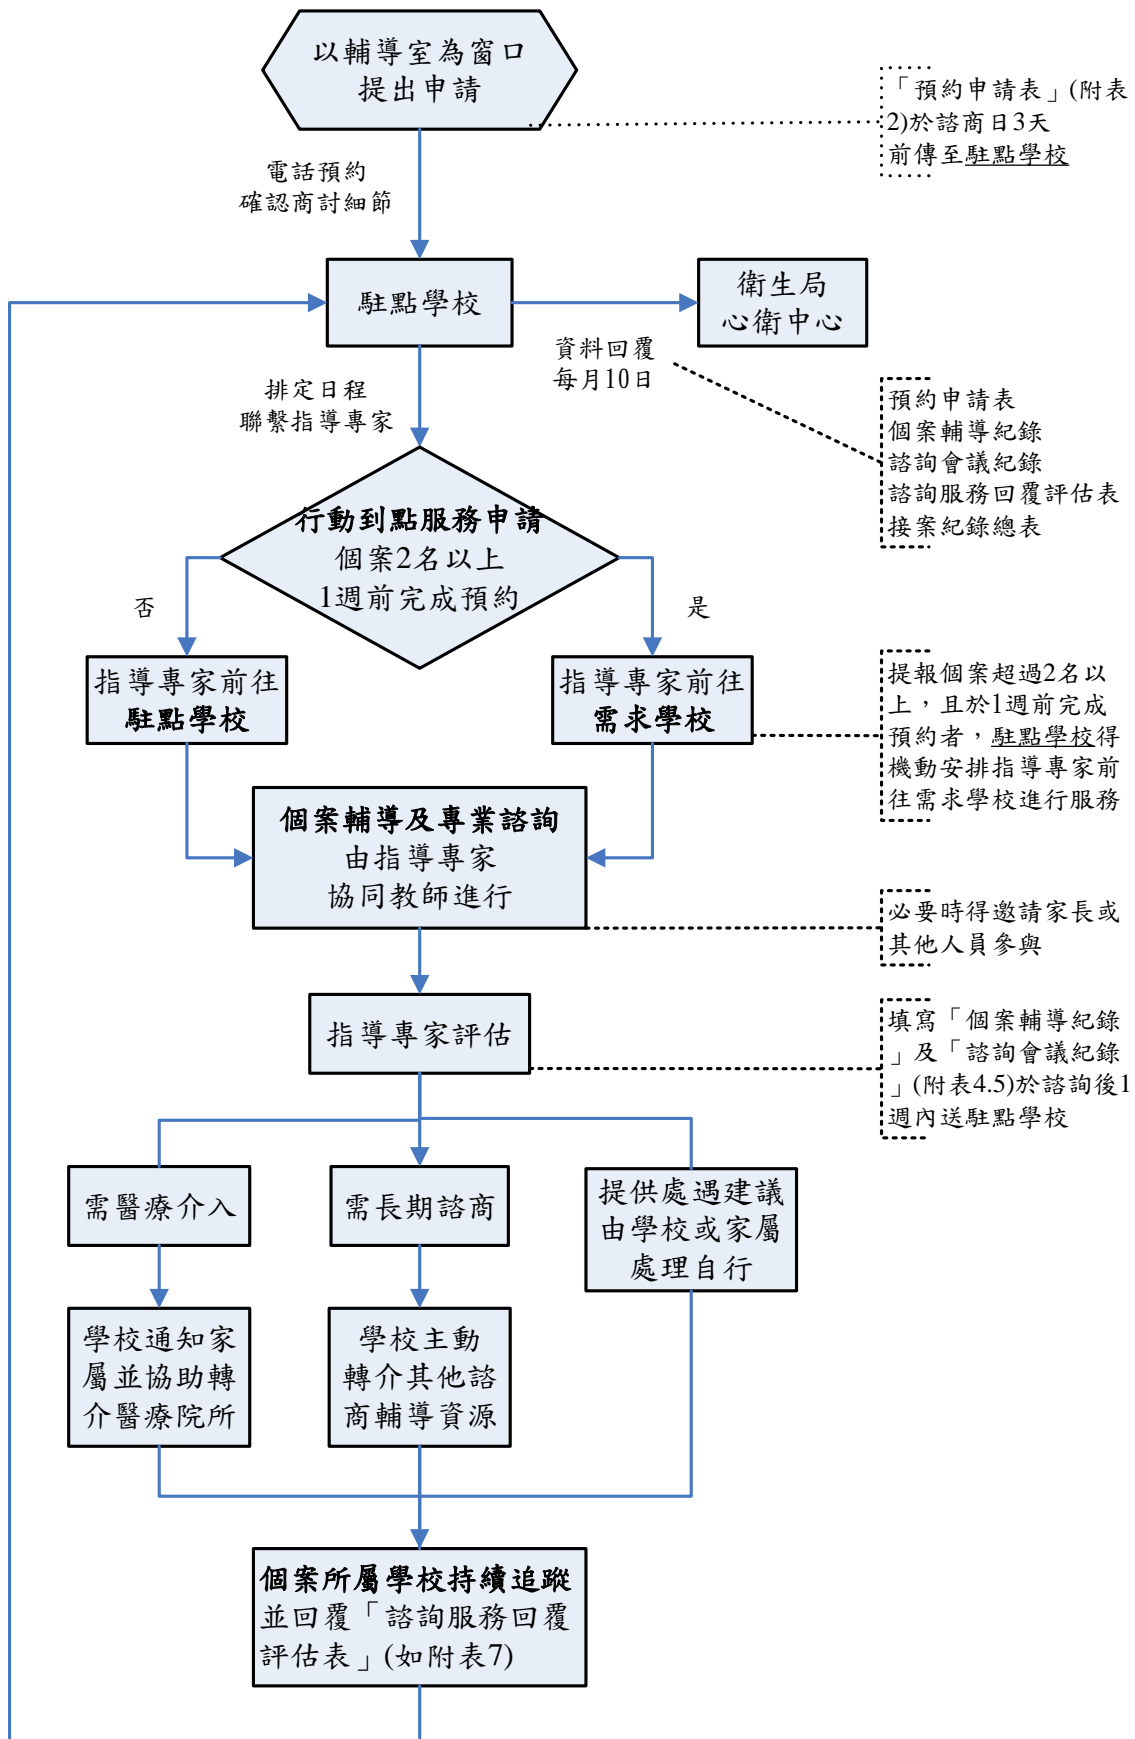 以輔導室為窗口
提出申請
「預約申請表」(附表
2)於諮商日3天
前傳至駐點學校
電話預約
確認商討細節
駐點學校
衛生局
心衛中心
資料回覆
每月10日
排定日程
聯繫指導專家
預約申請表
個案輔導紀錄
諮詢會議紀錄
諮詢服務回覆評估表
接案紀錄總表
行動到點服務申請
個案2名以上
1週前完成預約
否
是
指導專家前往
駐點學校
指導專家前往
需求學校
提報個案超過2名以
上，且於1週前完成
預約者，駐點學校得
機動安排指導專家前
往需求學校進行服務
個案輔導及專業諮詢
由指導專家
協同教師進行
必要時得邀請家長或
其他人員參與
指導專家評估
填寫「個案輔導紀錄
」及「諮詢會議紀錄
」(附表4.5)於諮詢後1
週內送駐點學校
需醫療介入
需長期諮商
提供處遇建議
由學校或家屬
處理自行
學校通知家
屬並協助轉
介醫療院所
學校主動
轉介其他諮
商輔導資源
個案所屬學校持續追蹤
並回覆「諮詢服務回覆
評估表」(如附表7)